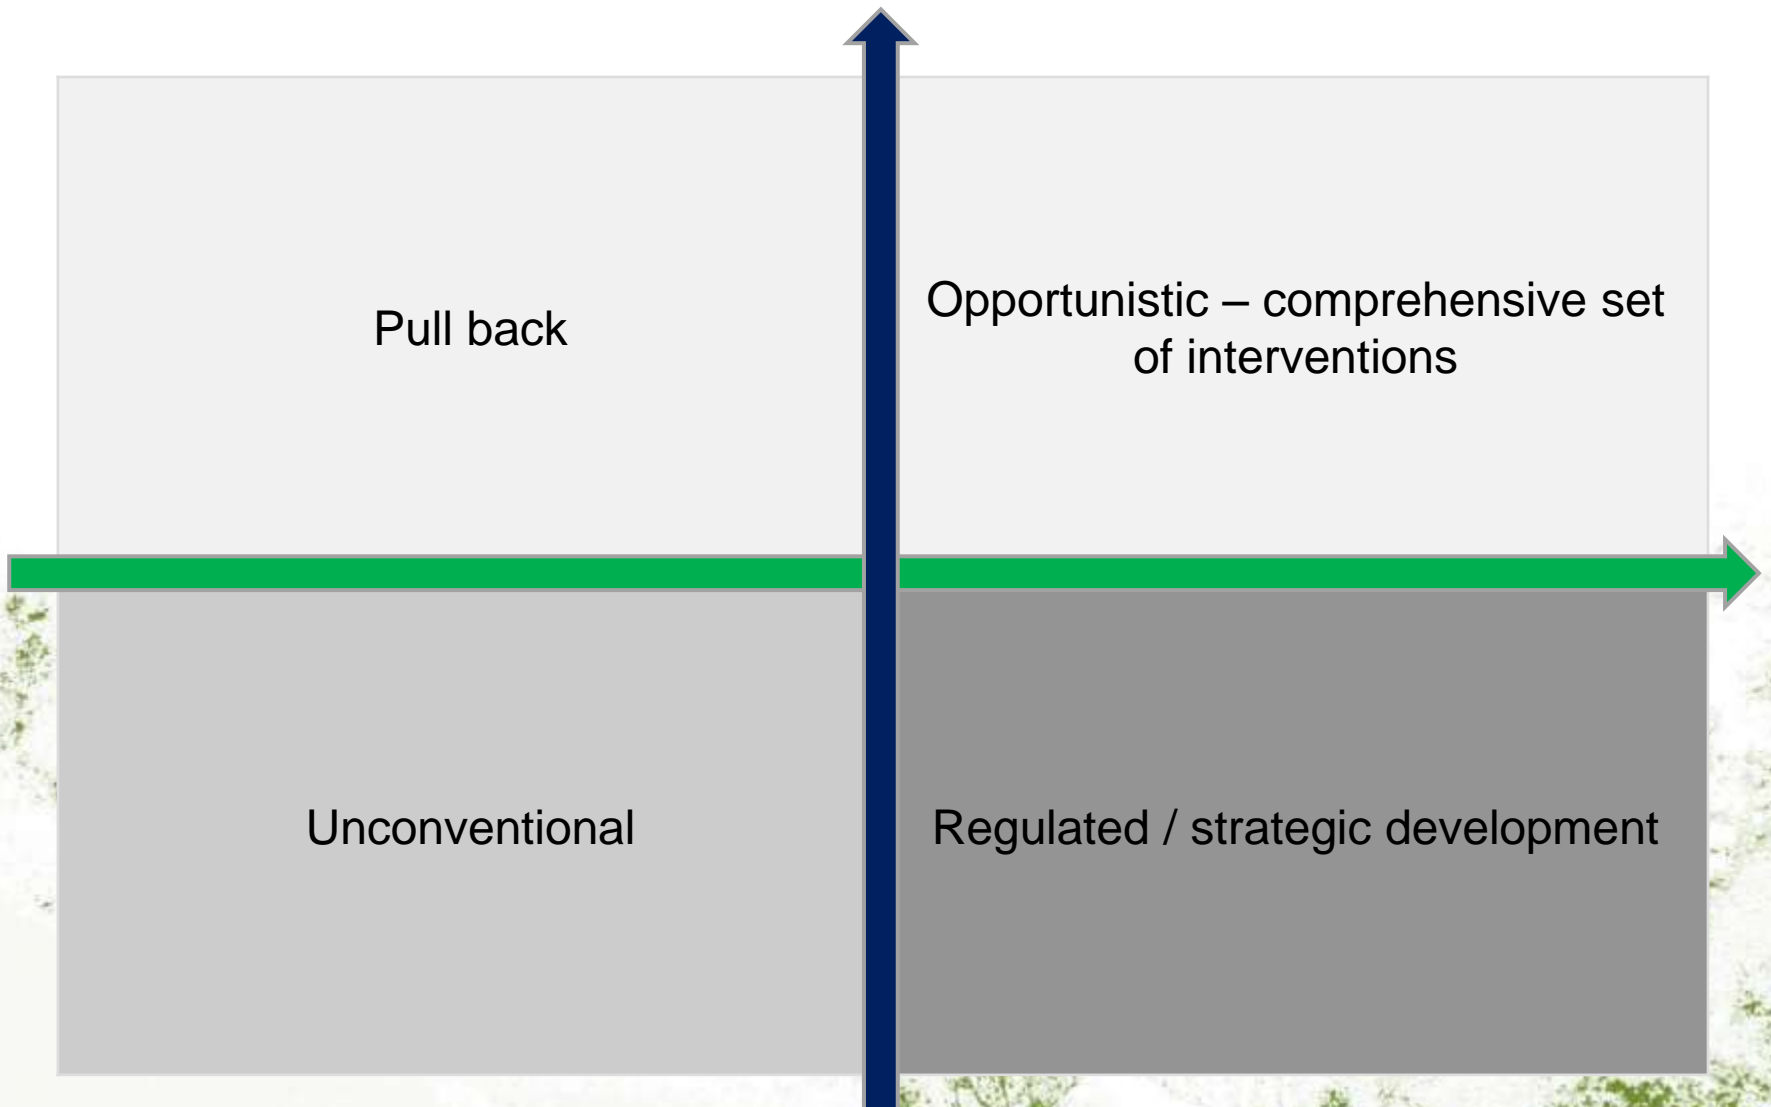 Pull back
Opportunistic – comprehensive set
of interventions
Unconventional
Regulated / strategic development